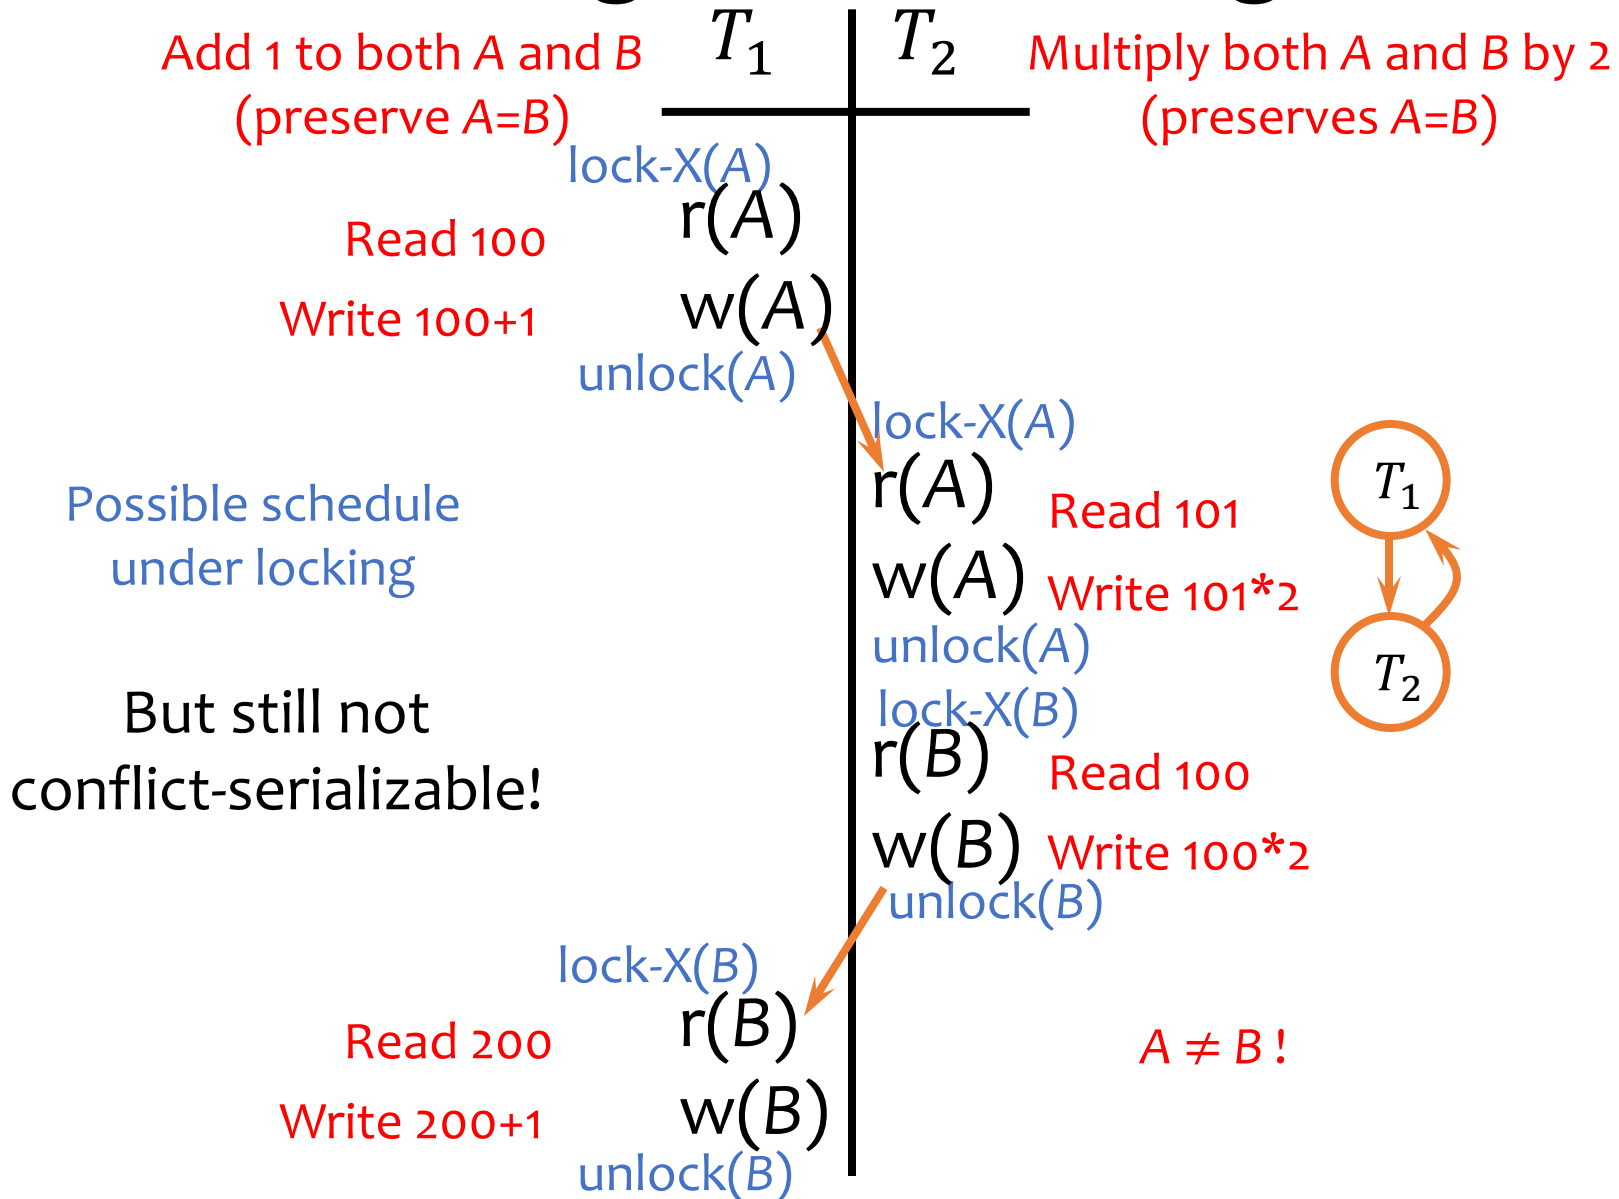 T₁
T₂
Add 1 to both A and B
(preserve A=B)
Multiply both A and B by 2
(preserves A=B)
lock-X(A)
r(A)
Read 100
w(A)
Write 100+1
unlock(A)
lock-X(A)
r(A)
Read 101
w(A)
Write 101*2
unlock(A)
lock-X(B)
r(B)
Read 100
w(B)
Write 100*2
unlock(B)
lock-X(B)
r(B)
Read 200
w(B)
Write 200+1
unlock(B)
Possible schedule
under locking
But still not
conflict-serializable!
T₁
T₂
A ≠ B !